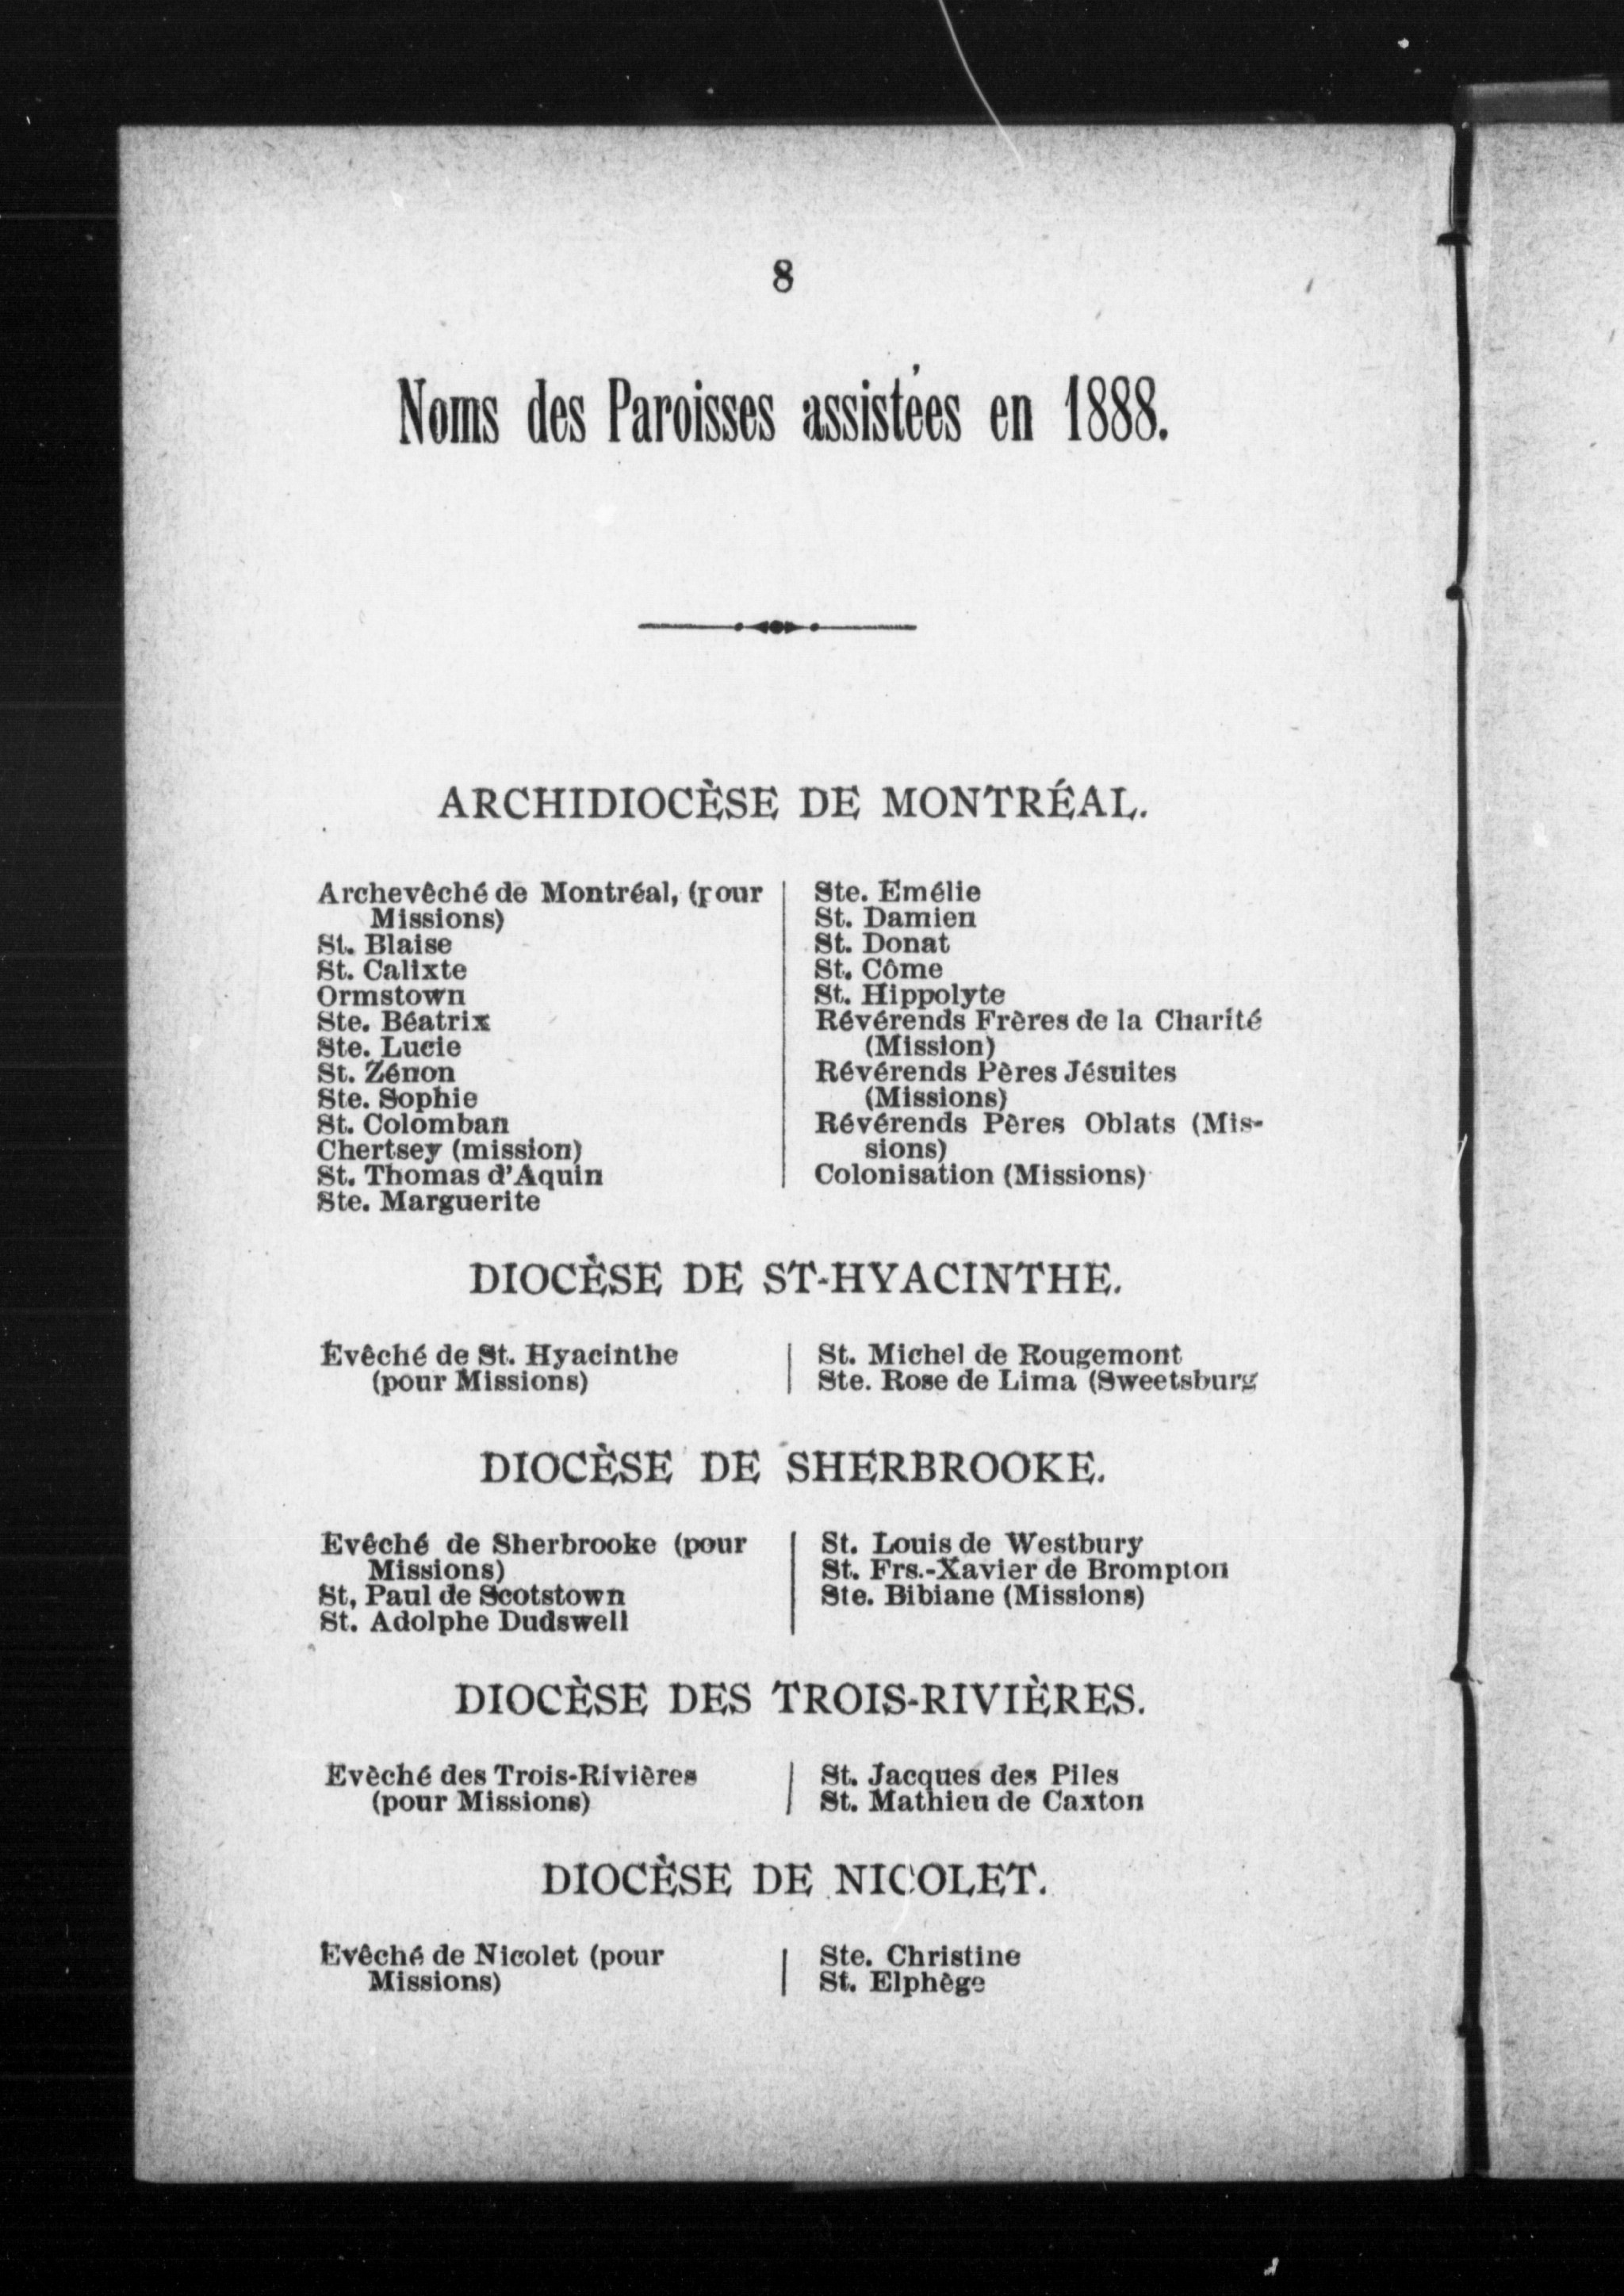 8
Noms des Paroisses assistées en 1888.
ARCHIDIOCÈSE DE MONTRÉAL.
Archevêché de Montréal, (pour
Missions)
St. Blaise
St. Calixte
Ormstown
Ste. Béatrix
Ste. Lucie
St. Zénon
Ste. Sophie
St. Colomban
Chertsey (mission)
St. Thomas d'Aquin
Ste. Marguerite
Ste. Emélie
St. Damien
St. Donat
St. Côme
St. Hippolyte
Révérends Frères de la Charité
(Mission)
Révérends Pères Jésuites
(Missions)
Révérends Pères Oblats (Mis-
sions)
Colonisation (Missions)
DIOCÈSE DE ST-HYACINTHE.
Evêché de St. Hyacinthe
(pour Missions)
St. Michel de Rougemont
Ste. Rose de Lima (Sweetsburg
DIOCÈSE DE SHERBROOKE.
Evêché de Sherbrooke (pour
Missions)
St, Paul de Scotstown
St. Adolphe Dudswell
St. Louis de Westbury
St. Frs.-Xavier de Brompton
Ste. Bibiane (Missions)
DIOCÈSE DES TROIS-RIVIÈRES.
Evèché des Trois-Rivières
(pour Missions)
St. Jacques des Piles
St. Mathieu de Caxton
DIOCÈSE DE NICOLET.
Evêché de Nicolet (pour
Missions)
Ste. Christine
St. Elphège